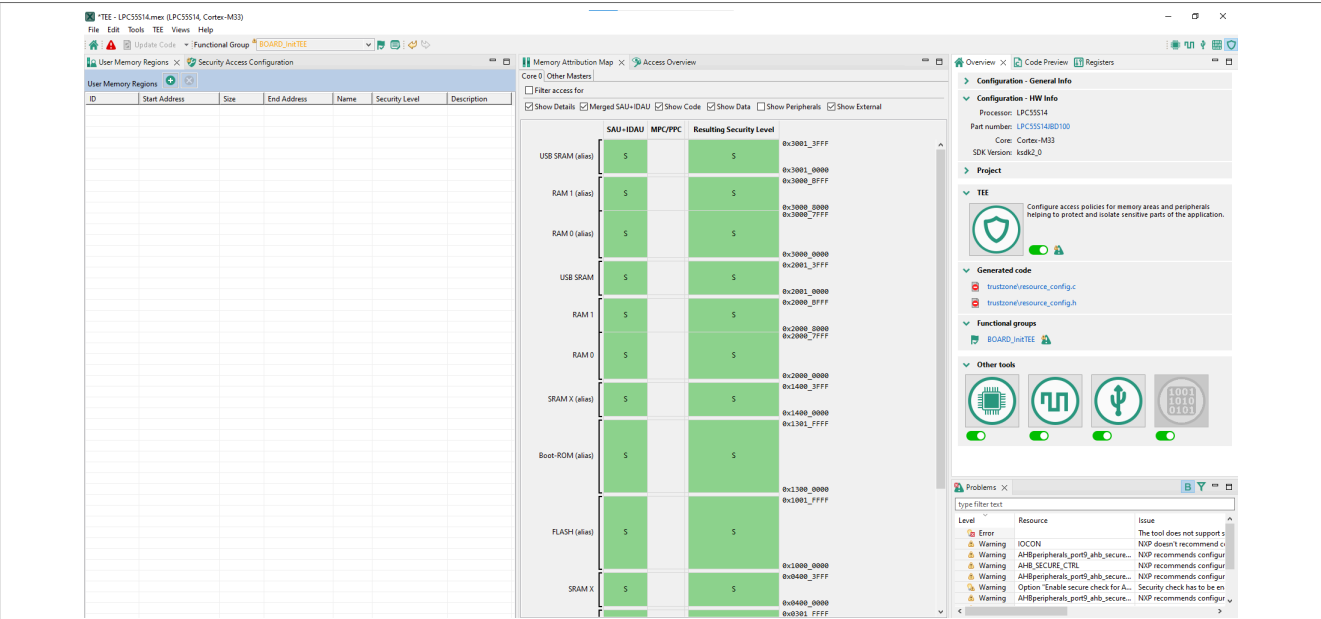 *TEE - LPC55S14.mex (LPC55S14, Cortex-M33)
File Edit Tools TEE Views Help
Update Code Functional Group BOARD_InitTEE
User Memory Regions Security Access Configuration
User Memory Regions
ID Start Address Size End Address Name Security Level Description
Memory Attribution Map Access Overview
Core 0 Other Masters
Filter access for
Show Details Merged SAU+IDAU Show Code Show Data Show Peripherals Show External
SAU+IDAU MPC/PPC Resulting Security Level
0x3001_3FFF
USB SRAM (alias) S S
0x3001_0000
0x3000_BFFF
RAM 1 (alias) S S
0x3000_8000
0x3000_7FFF
RAM 0 (alias) S S
0x3000_0000
0x2001_3FFF
USB SRAM S S
0x2001_0000
0x2000_BFFF
RAM 1 S S
0x2000_8000
0x2000_7FFF
RAM 0 S S
0x2000_0000
0x1400_3FFF
SRAM X (alias) S S
0x1400_0000
0x1301_FFFF
Boot-ROM (alias) S S
0x1300_0000
0x1001_FFFF
FLASH (alias) S S
0x1000_0000
0x0400_3FFF
SRAM X S S
0x0400_0000
0x0301_FFFF
Overview Code Preview Registers
Configuration - General Info
Configuration - HW Info
Processor: LPC55S14
Part number: LPC55S14JBD100
Core: Cortex-M33
SDK Version: ksdk2_0
Project
TEE
Configure access policies for memory areas and peripherals
helping to protect and isolate sensitive parts of the application.
Generated code
trustzone\resource_config.c
trustzone\resource_config.h
Functional groups
BOARD_InitTEE
Other tools
1001
1010
0101
Problems
B
type filter text
Level Resource Issue
Error The tool does not support s
Warning IOCON NXP doesn't recommend c
Warning AHBperipherals_port9_ahb_secure... NXP recommends configur
Warning AHB_SECURE_CTRL NXP recommends configur
Warning AHBperipherals_port9_ahb_secure... NXP recommends configur
Warning Option "Enable secure check for A... Security check has to be en
Warning AHBperipherals_port9_ahb_secure... NXP recommends configur